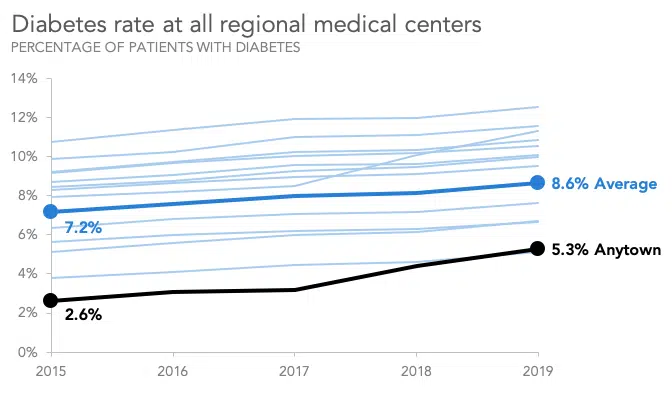 Diabetes rate at all regional medical centers
PERCENTAGE OF PATIENTS WITH DIABETES
14%
12%
10%
8%
6%
4%
2%
0%
7.2%
2.6%
8.6% Average
5.3% Anytown
2015 2016 2017 2018 2019